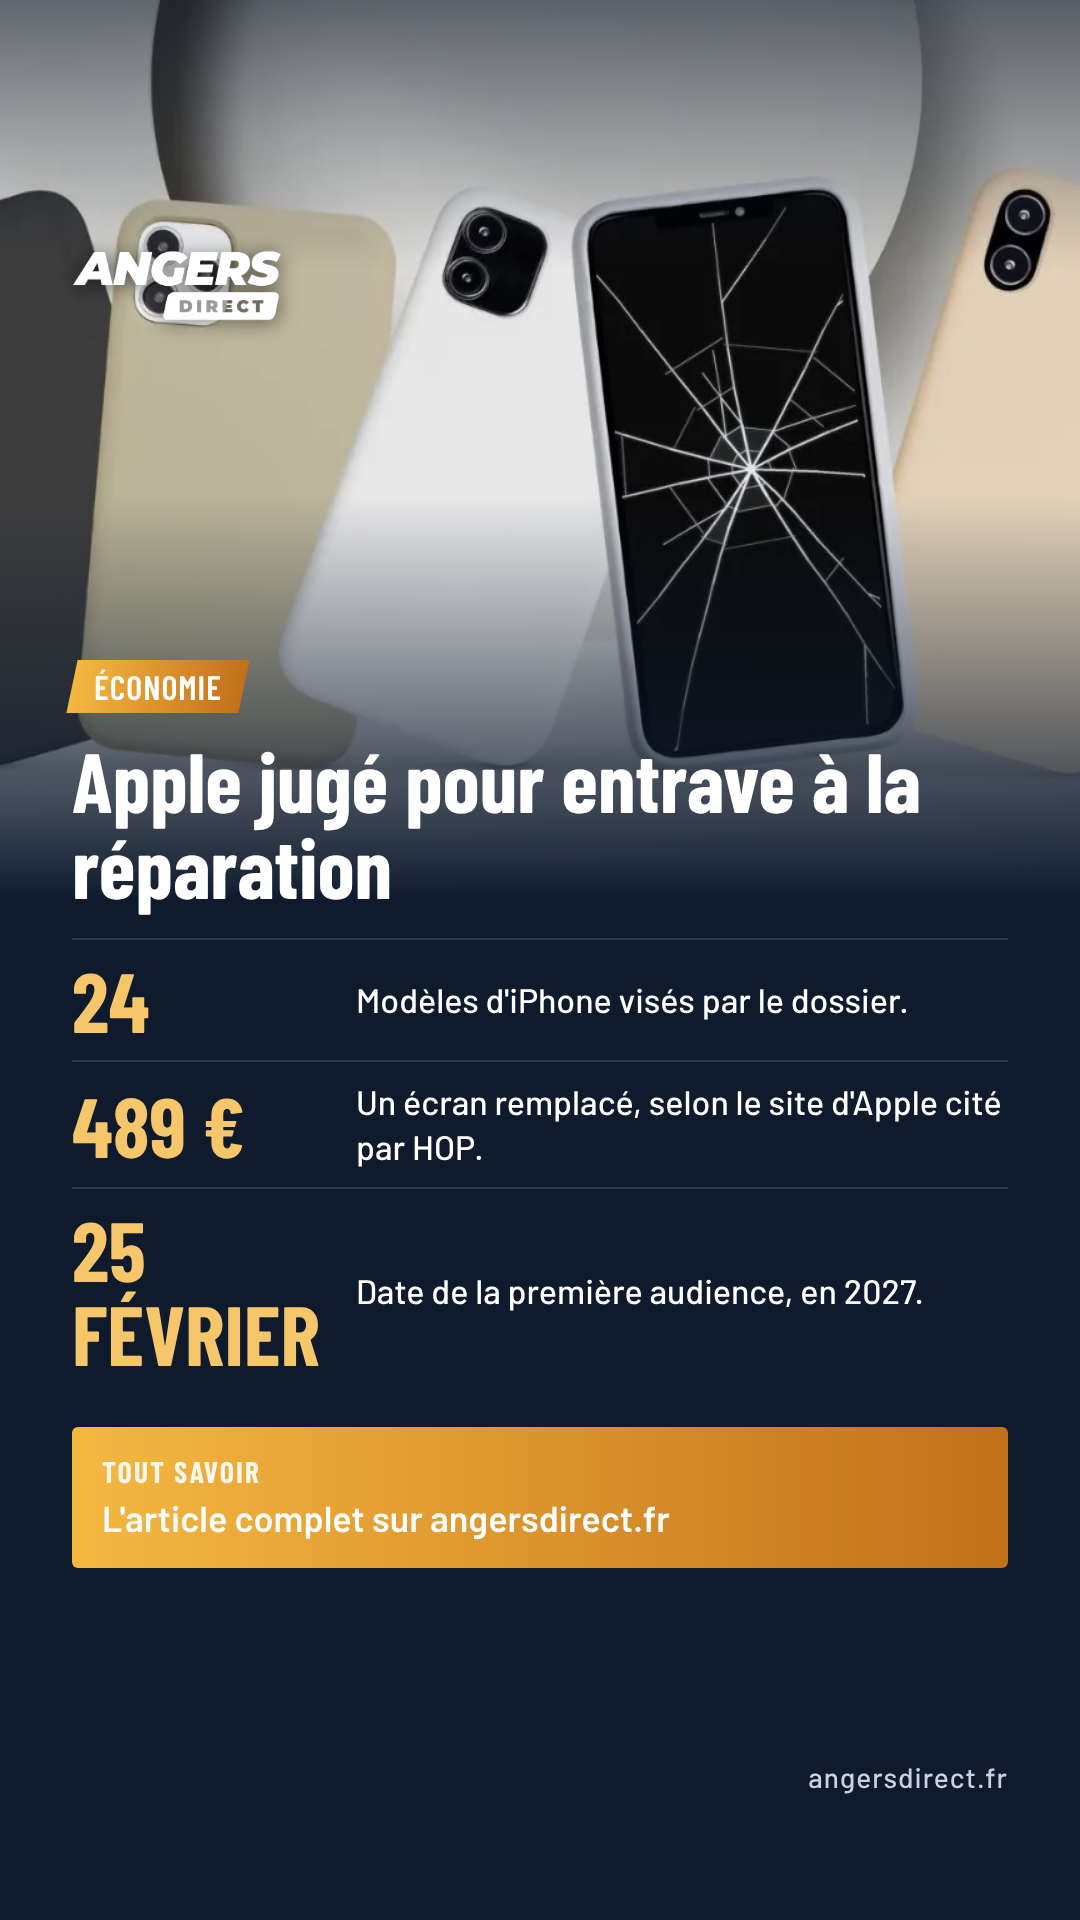 ANGERS
DIRECT
ÉCONOMIE
Apple jugé pour entrave à la
réparation
24
Modèles d'iPhone visés par le dossier.
489 €
Un écran remplacé, selon le site d'Apple cité
par HOP.
25
FÉVRIER
Date de la première audience, en 2027.
TOUT SAVOIR
L'article complet sur angersdirect.fr
angersdirect.fr